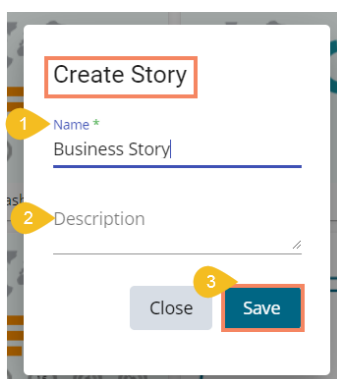 Create Story
1
Name *
Business Story
2
Description
3
Close
Save